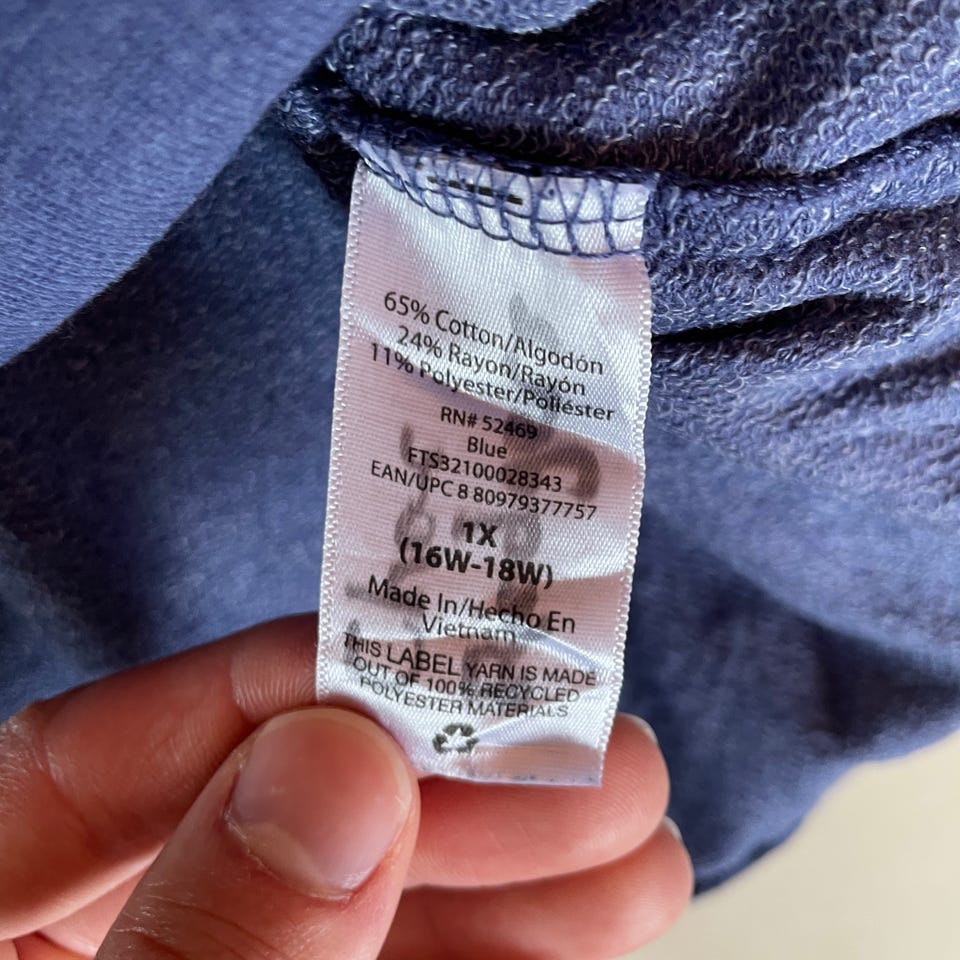 65% Cotton/Algodón
24% Rayon/Rayón
11% Polyester/Poliéster
RN# 52469
Blue
FTS32100028343
EAN/UPC 8 80979377757
1X
(16W-18W)
Made In/Hecho En
Vietnam
THIS LABEL YARN IS MADE
OUT OF 100% RECYCLED
POLYESTER MATERIALS